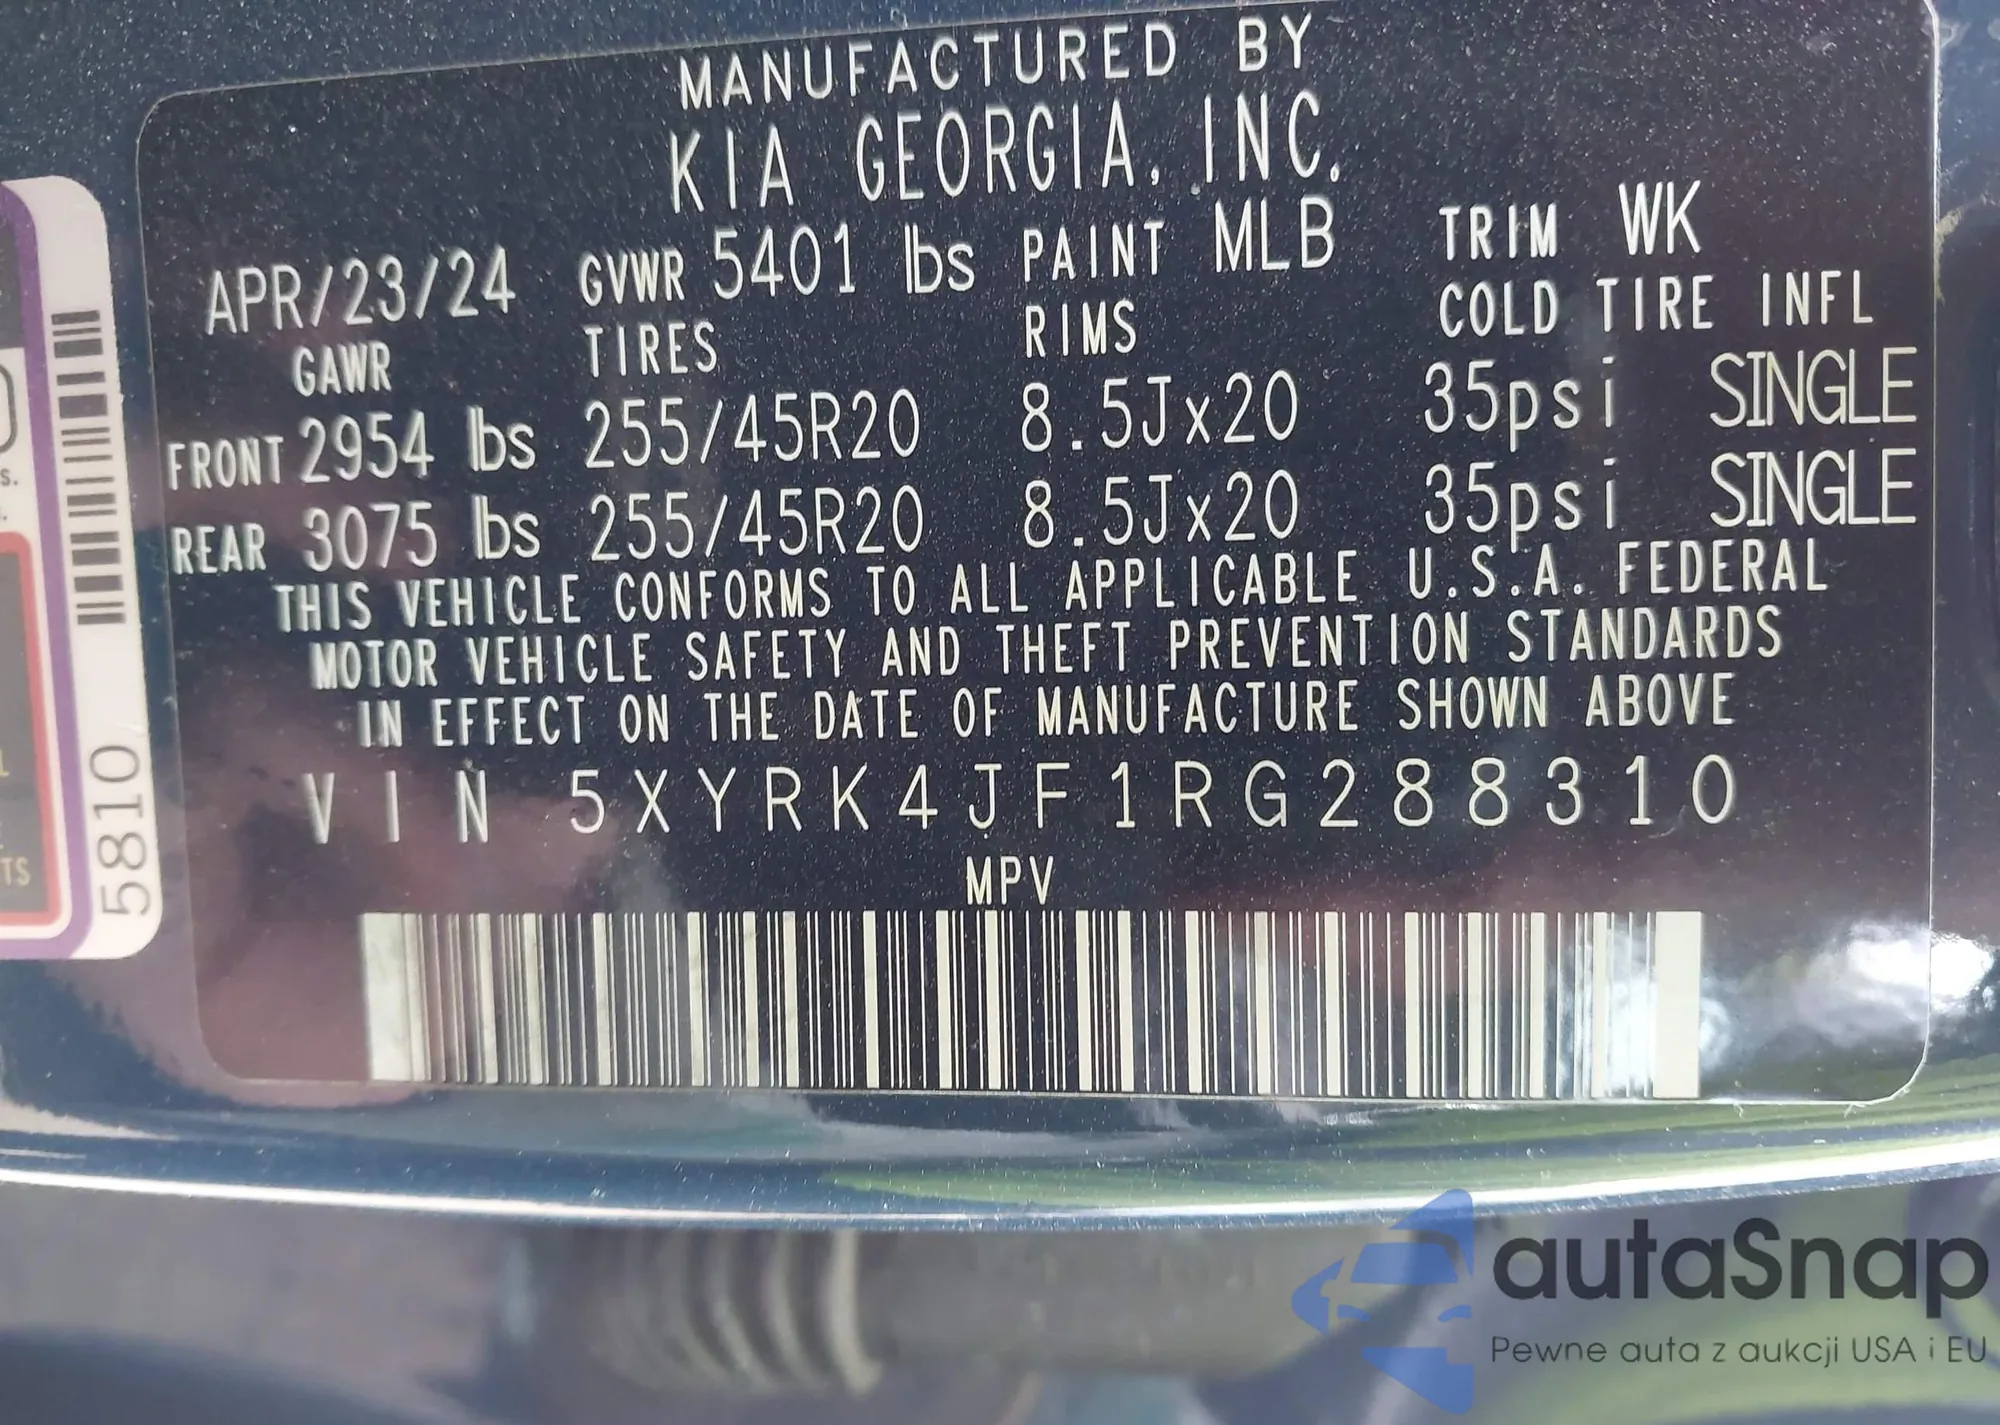 MANUFACTURED BY
KIA GEORGIA, INC.
APR/23/24 GVWR 5401 lbs PAINT MLB TRIM WK
GAWR TIRES RIMS COLD TIRE INFL
FRONT 2954 lbs 255/45R20 8.5Jx20 35psi SINGLE
REAR 3075 lbs 255/45R20 8.5Jx20 35psi SINGLE
THIS VEHICLE CONFORMS TO ALL APPLICABLE U.S.A. FEDERAL
MOTOR VEHICLE SAFETY AND THEFT PREVENTION STANDARDS
IN EFFECT ON THE DATE OF MANUFACTURE SHOWN ABOVE
VIN 5XYRK4JF1RG288310
MPV
5810
TS
autaSnap
Pewne auta z aukcji USA i EU